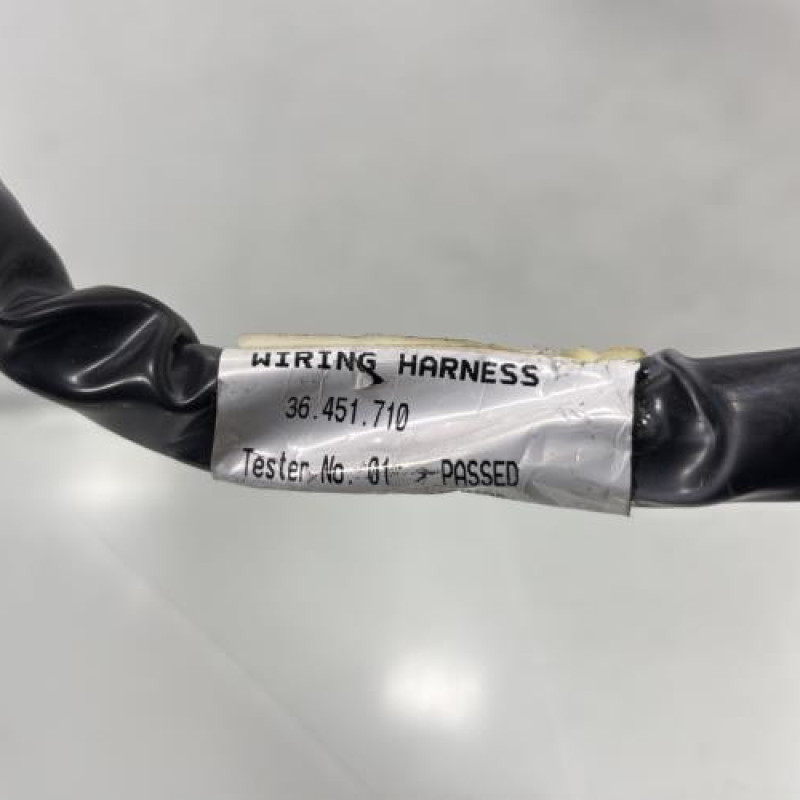 WIRING HARNESS
36.451.710
Tester No. 01 PASSED